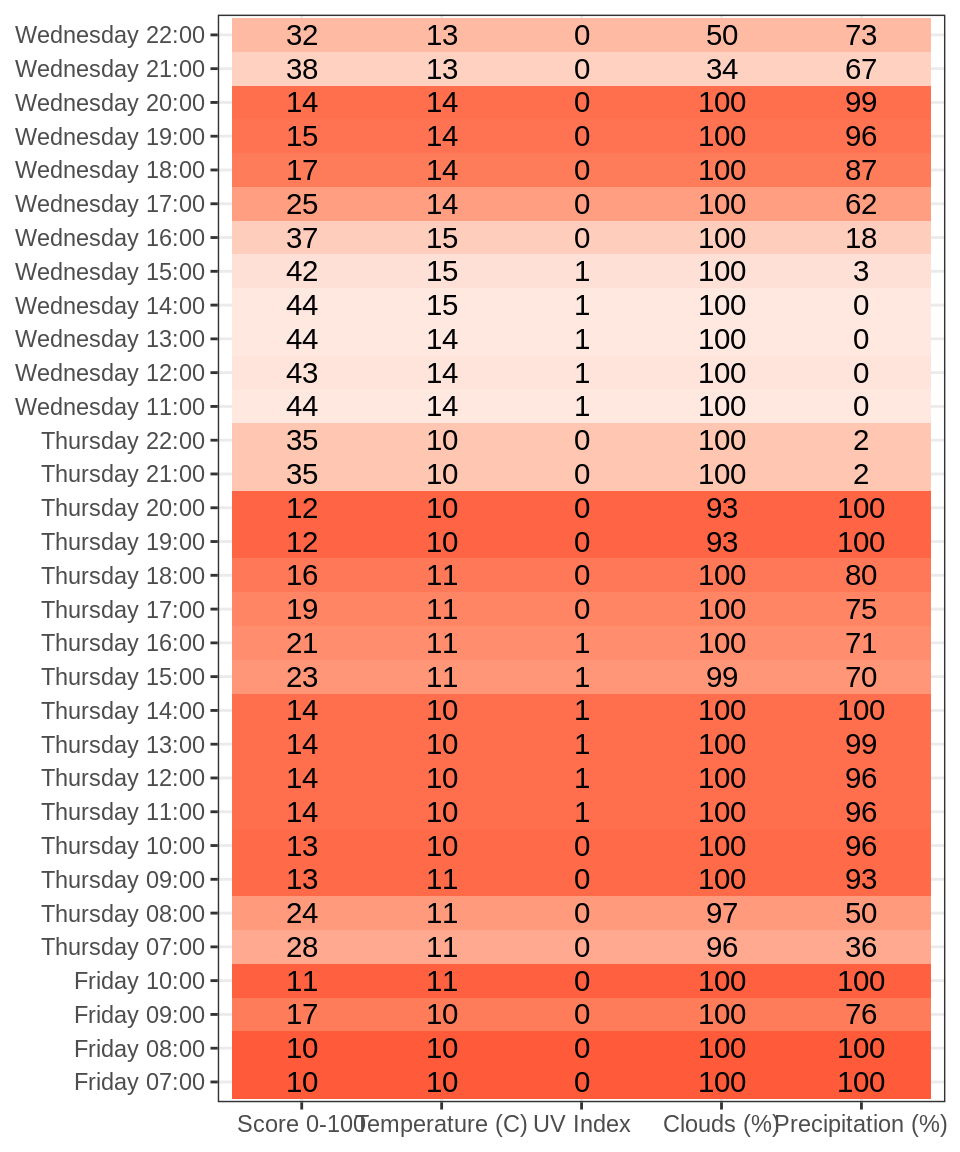 Wednesday 22:00 32 13 0 50 73
Wednesday 21:00 38 13 0 34 67
Wednesday 20:00 14 14 0 100 99
Wednesday 19:00 15 14 0 100 96
Wednesday 18:00 17 14 0 100 87
Wednesday 17:00 25 14 0 100 62
Wednesday 16:00 37 15 0 100 18
Wednesday 15:00 42 15 1 100 3
Wednesday 14:00 44 15 1 100 0
Wednesday 13:00 44 14 1 100 0
Wednesday 12:00 43 14 1 100 0
Wednesday 11:00 44 14 1 100 0
Thursday 22:00 35 10 0 100 2
Thursday 21:00 35 10 0 100 2
Thursday 20:00 12 10 0 93 100
Thursday 19:00 12 10 0 93 100
Thursday 18:00 16 11 0 100 80
Thursday 17:00 19 11 0 100 75
Thursday 16:00 21 11 1 100 71
Thursday 15:00 23 11 1 99 70
Thursday 14:00 14 10 1 100 100
Thursday 13:00 14 10 1 100 99
Thursday 12:00 14 10 1 100 96
Thursday 11:00 14 10 1 100 96
Thursday 10:00 13 10 0 100 96
Thursday 09:00 13 11 0 100 93
Thursday 08:00 24 11 0 97 50
Thursday 07:00 28 11 0 96 36
Friday 10:00 11 11 0 100 100
Friday 09:00 17 10 0 100 76
Friday 08:00 10 10 0 100 100
Friday 07:00 10 10 0 100 100
Score 0-100 Temperature (C) UV Index Clouds (%) Precipitation (%)